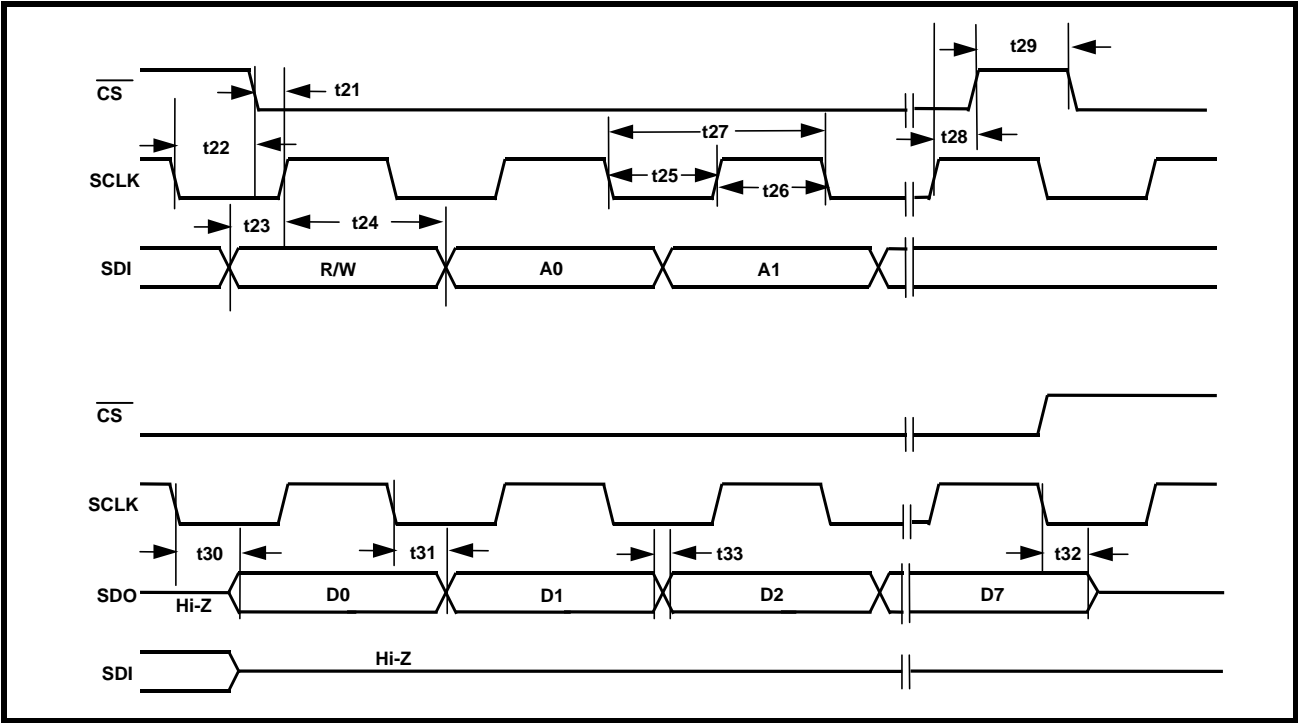 t29
CS
t21
t27
t28
t22
SCLK
t25
t26
t23
t24
SDI
R/W
A0
A1
CS
SCLK
t30
t31
t33
t32
SDO
Hi-Z
D0
D1
D2
D7
Hi-Z
SDI